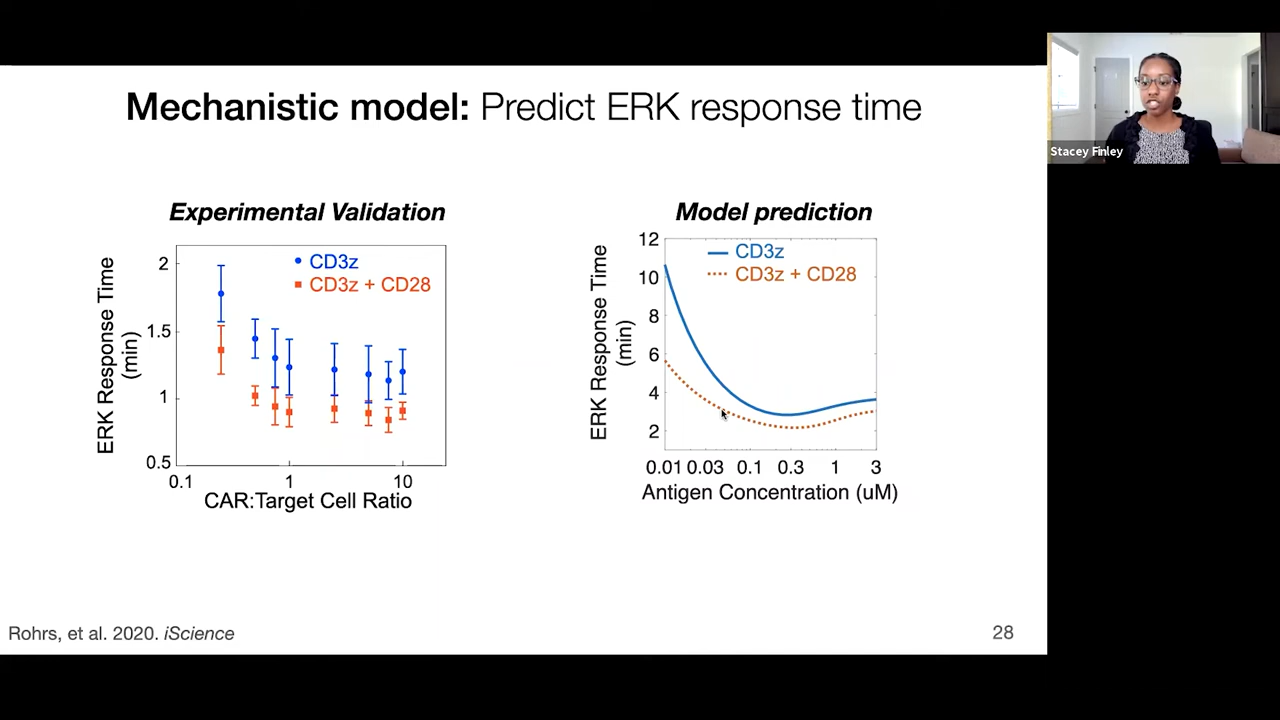 Mechanistic model: Predict ERK response time
Stacey Finley
Experimental Validation
ERK Response Time
(min)
2
1.5
1
0.5
CD3z
CD3z + CD28
0.1
1
10
CAR:Target Cell Ratio
Model prediction
ERK Response Time
(min)
12
10
8
6
4
2
CD3z
CD3z + CD28
0.01 0.03 0.1 0.3 1 3
Antigen Concentration (uM)
Rohrs, et al. 2020. iScience
28